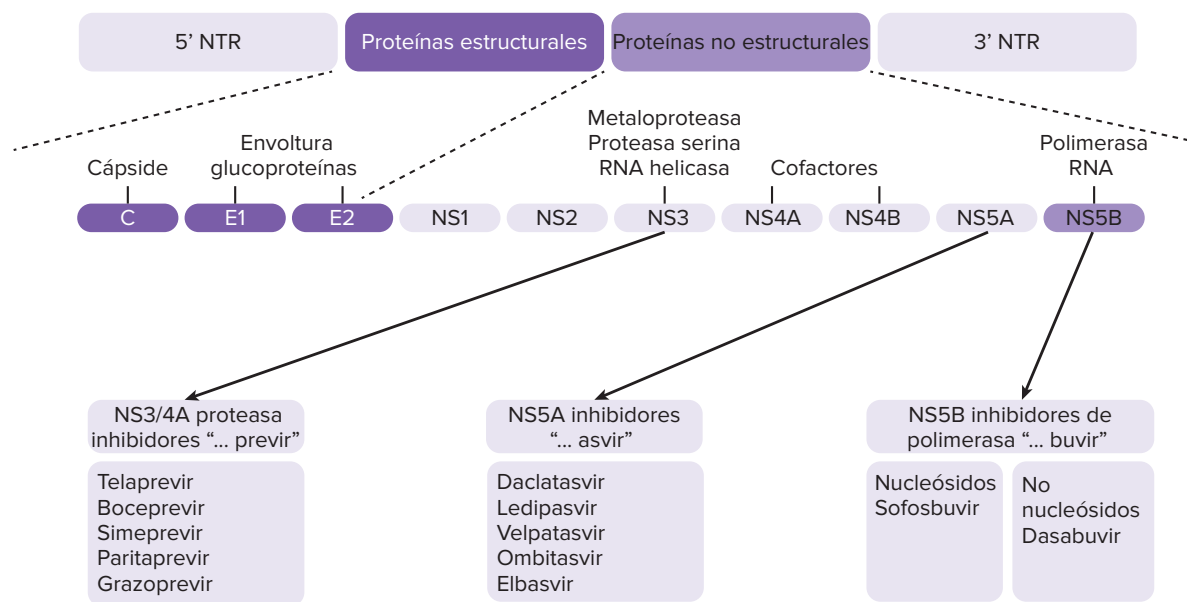 5’ NTR
Proteínas estructurales
Proteínas no estructurales
3’ NTR
Cápside
Envoltura
glucoproteínas
Metaloproteasa
Proteasa serina
RNA helicasa
Cofactores
Polimerasa
RNA
C
E1
E2
NS1
NS2
NS3
NS4A
NS4B
NS5A
NS5B
NS3/4A proteasa
inhibidores “... previr”
Telaprevir
Boceprevir
Simeprevir
Paritaprevir
Grazoprevir
NS5A inhibidores
“... asvir”
Daclatasvir
Ledipasvir
Velpatasvir
Ombitasvir
Elbasvir
NS5B inhibidores de
polimerasa “... buvir”
Nucleósidos
Sofosbuvir
No
nucleósidos
Dasabuvir